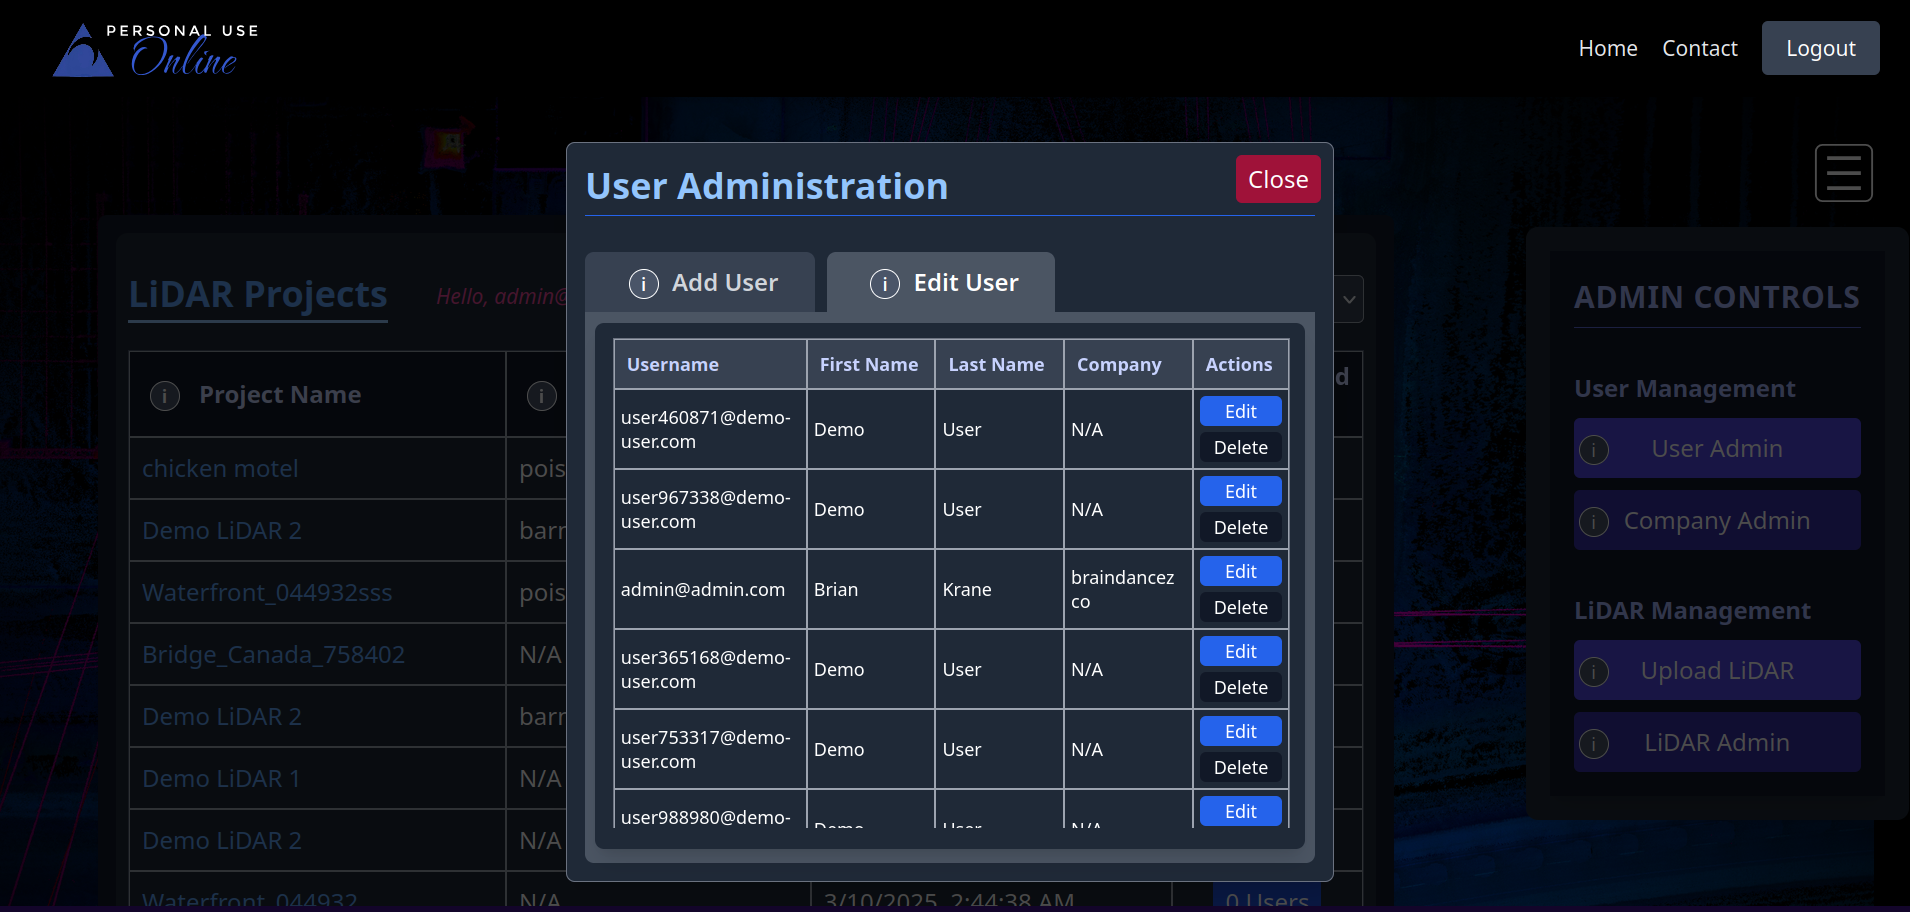 PERSONAL USE
Online
Home
Contact
Logout
User Administration
Close
Add User
Edit User
Username
First Name
Last Name
Company
Actions
user460871@demo-
user.com
Demo
User
N/A
Edit
Delete
user967338@demo-
user.com
Demo
User
N/A
Edit
Delete
admin@admin.com
Brian
Krane
braindancez
co
Edit
Delete
user365168@demo-
user.com
Demo
User
N/A
Edit
Delete
user753317@demo-
user.com
Demo
User
N/A
Edit
Delete
user988980@demo-
Demo
User
N/A
Edit
LiDAR Projects
Hello, admin@
Project Name
d
chicken motel
pois
Demo LiDAR 2
barr
Waterfront_044932sss
pois
Bridge_Canada_758402
N/A
Demo LiDAR 2
barr
Demo LiDAR 1
N/A
Demo LiDAR 2
N/A
Waterfront_044932
N/A
3/10/2025, 2:44:38 AM
0 Users
ADMIN CONTROLS
User Management
User Admin
Company Admin
LiDAR Management
Upload LiDAR
LiDAR Admin